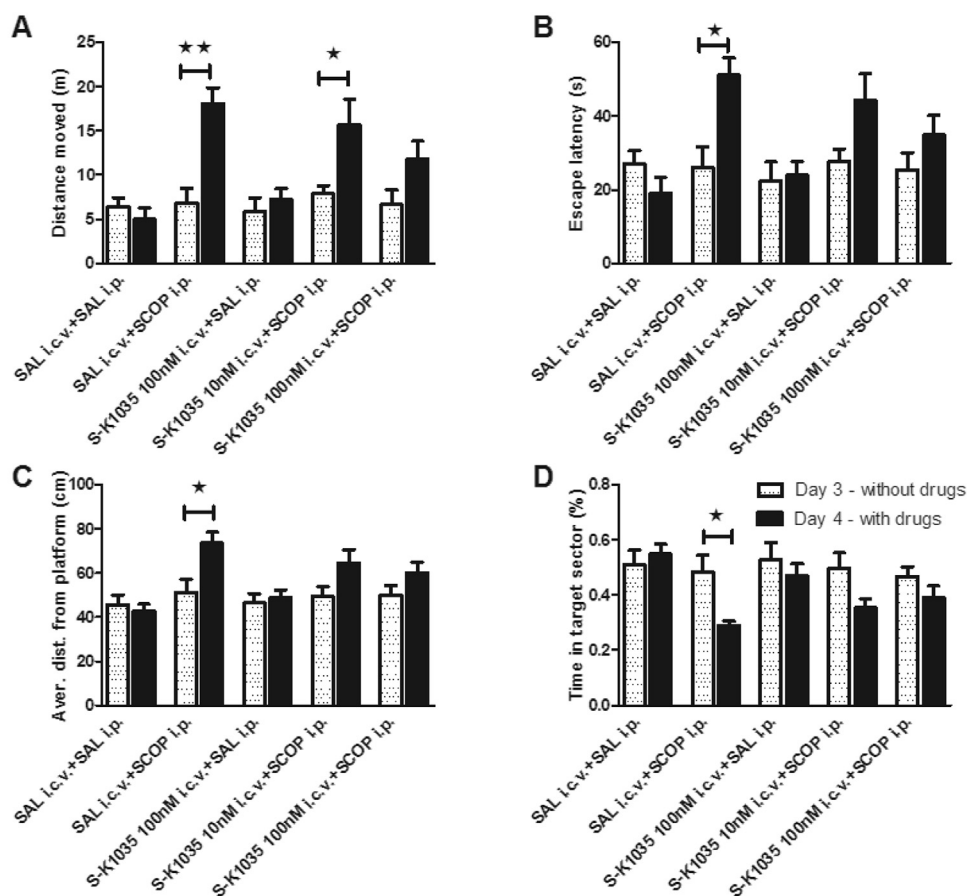 A
Distance moved (m)
25
20
15
10
5
0
★★
★
SAL i.c.v.+SAL i.p.
SAL i.c.v.+SCOP i.p.
S-K1035 100nM i.c.v.+SAL i.p.
S-K1035 10nM i.c.v.+SCOP i.p.
S-K1035 100nM i.c.v.+SCOP i.p.
B
Escape latency (s)
60
40
20
0
★
SAL i.c.v.+SAL i.p.
SAL i.c.v.+SCOP i.p.
S-K1035 100nM i.c.v.+SAL i.p.
S-K1035 10nM i.c.v.+SCOP i.p.
S-K1035 100nM i.c.v.+SCOP i.p.
C
Aver. dist. from platform (cm)
100
80
60
40
20
0
★
SAL i.c.v.+SAL i.p.
SAL i.c.v.+SCOP i.p.
S-K1035 100nM i.c.v.+SAL i.p.
S-K1035 10nM i.c.v.+SCOP i.p.
S-K1035 100nM i.c.v.+SCOP i.p.
D
Time in target sector (%)
0.8
0.6
0.4
0.2
0.0
★
Day 3 - without drugs
Day 4 - with drugs
SAL i.c.v.+SAL i.p.
SAL i.c.v.+SCOP i.p.
S-K1035 100nM i.c.v.+SAL i.p.
S-K1035 10nM i.c.v.+SCOP i.p.
S-K1035 100nM i.c.v.+SCOP i.p.